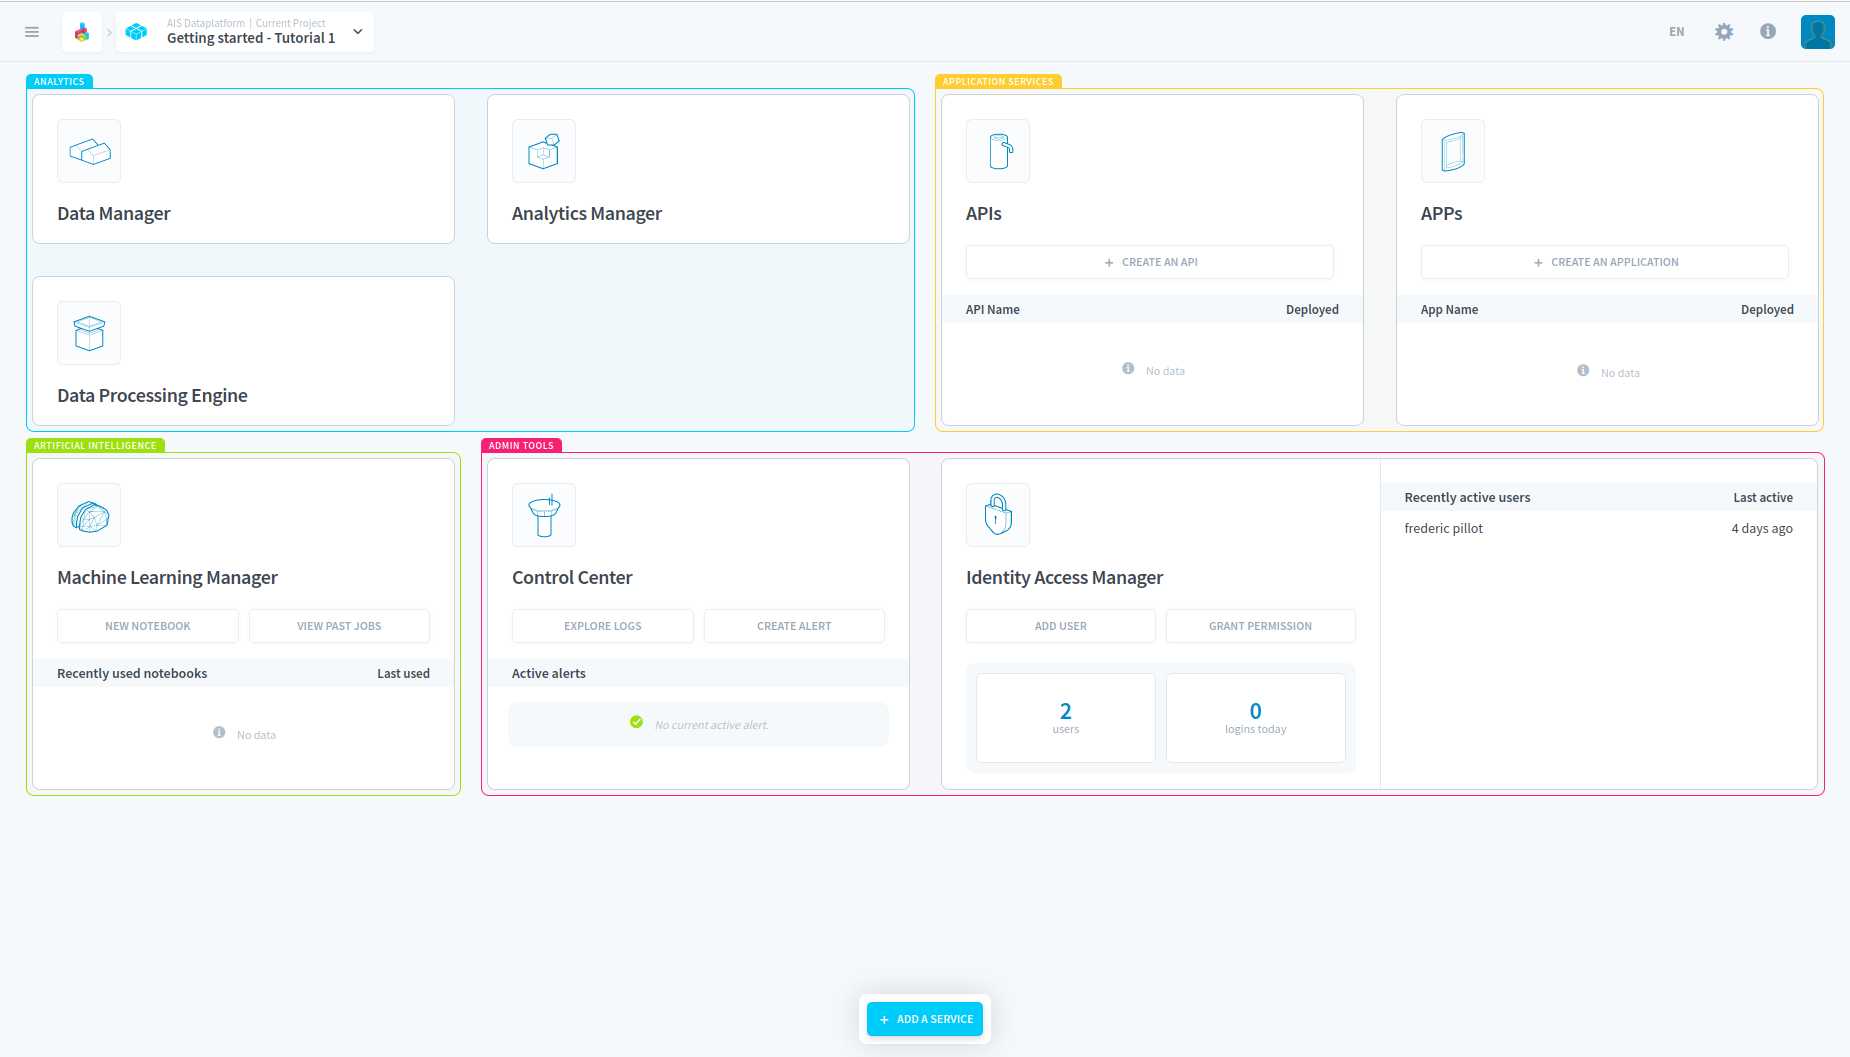 AIS Dataplatform | Current Project
Getting started - Tutorial 1
EN
ANALYTICS
Data Manager
Analytics Manager
Data Processing Engine
APPLICATION SERVICES
APIs
+ CREATE AN API
API Name Deployed
No data
APPs
+ CREATE AN APPLICATION
App Name Deployed
No data
ARTIFICIAL INTELLIGENCE
Machine Learning Manager
NEW NOTEBOOK VIEW PAST JOBS
Recently used notebooks Last used
No data
ADMIN TOOLS
Control Center
EXPLORE LOGS CREATE ALERT
Active alerts
No current active alert.
Identity Access Manager
ADD USER GRANT PERMISSION
2 0
users logins today
Recently active users Last active
frederic pillot 4 days ago
+ ADD A SERVICE